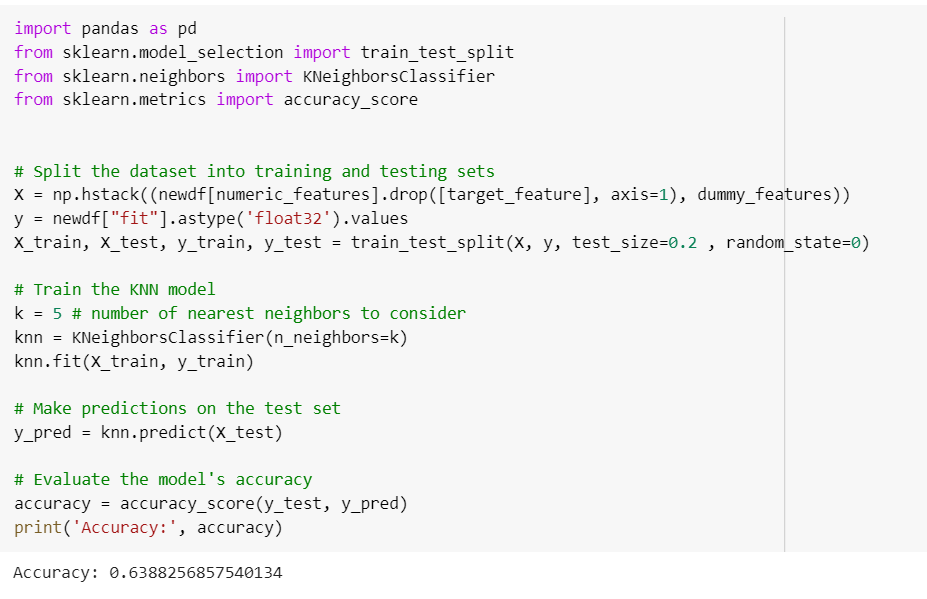 import pandas as pd
from sklearn.model_selection import train_test_split
from sklearn.neighbors import KNeighborsClassifier
from sklearn.metrics import accuracy_score
# Split the dataset into training and testing sets
X = np.hstack((newdf[numeric_features].drop([target_feature], axis=1), dummy_features))
y = newdf["fit"].astype('float32').values
X_train, X_test, y_train, y_test = train_test_split(X, y, test_size=0.2 , random_state=0)
# Train the KNN model
k = 5 # number of nearest neighbors to consider
knn = KNeighborsClassifier(n_neighbors=k)
knn.fit(X_train, y_train)
# Make predictions on the test set
y_pred = knn.predict(X_test)
# Evaluate the model's accuracy
accuracy = accuracy_score(y_test, y_pred)
print('Accuracy:', accuracy)
Accuracy: 0.6388256857540134